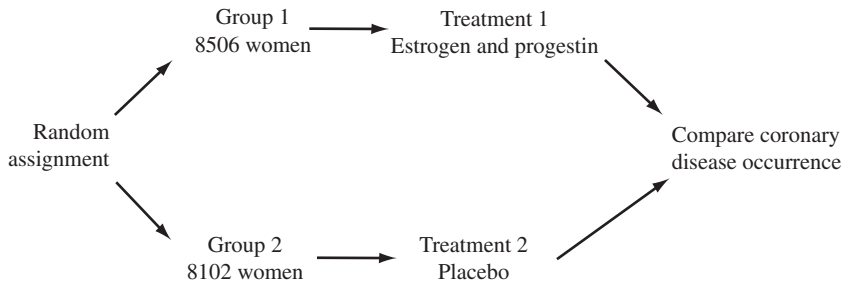 Group 1
8506 women
Treatment 1
Estrogen and progestin
Random
assignment
Compare coronary
disease occurrence
Group 2
8102 women
Treatment 2
Placebo